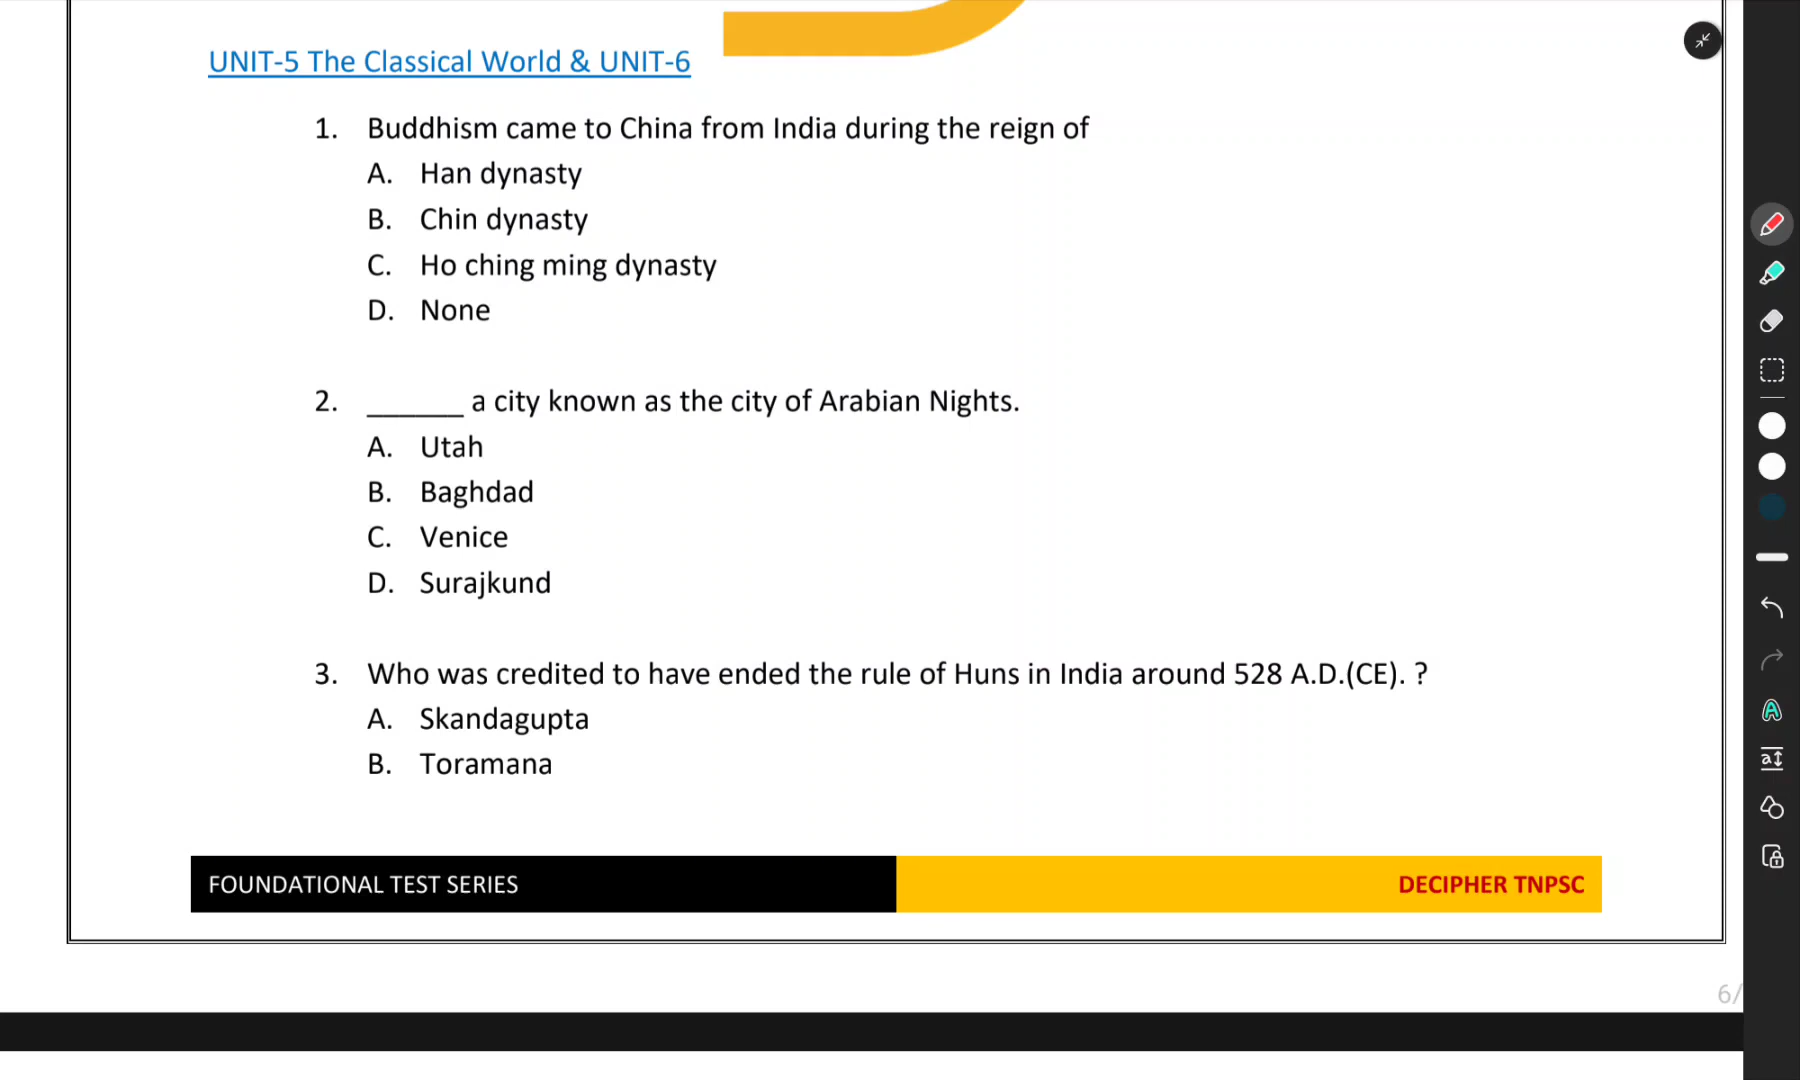 UNIT-5 The Classical World & UNIT-6
1. Buddhism came to China from India during the reign of
A. Han dynasty
B. Chin dynasty
C. Ho ching ming dynasty
D. None
2. ______ a city known as the city of Arabian Nights.
A. Utah
B. Baghdad
C. Venice
D. Surajkund
3. Who was credited to have ended the rule of Huns in India around 528 A.D.(CE). ?
A. Skandagupta
B. Toramana
FOUNDATIONAL TEST SERIES DECIPHER TNPSC
6/